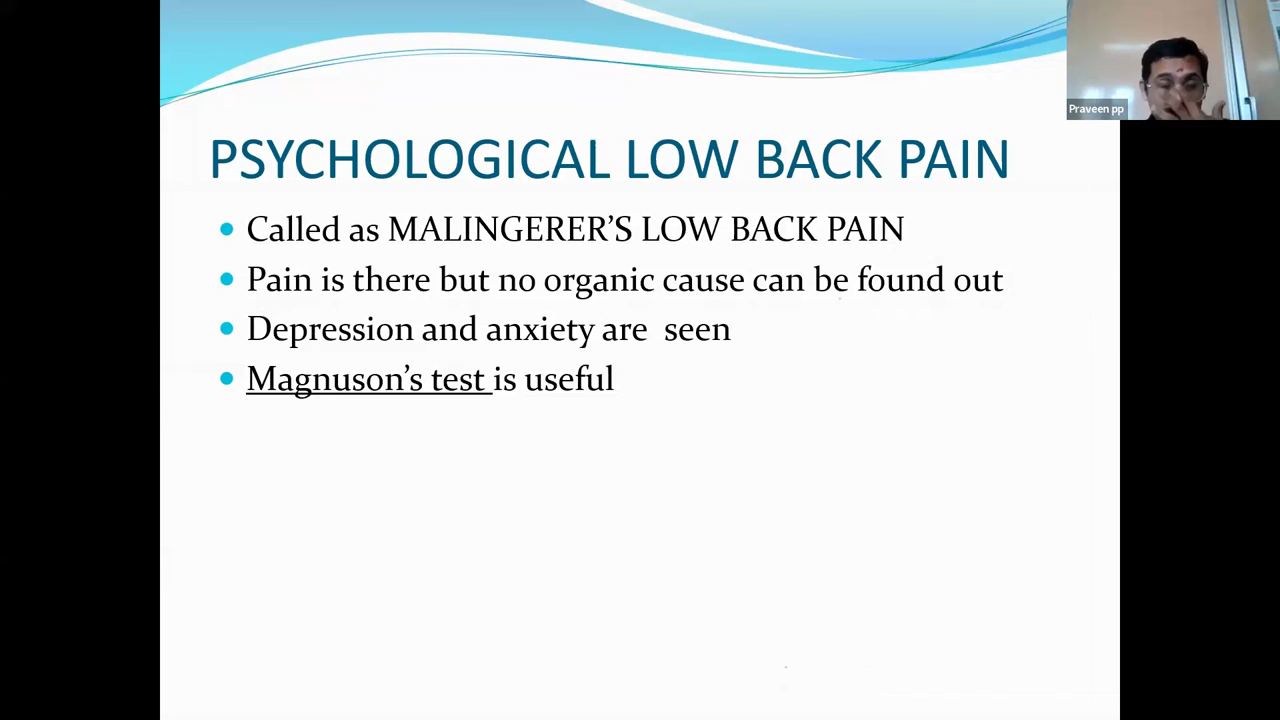 Praveen pp
PSYCHOLOGICAL LOW BACK PAIN
Called as MALINGERER’S LOW BACK PAIN
Pain is there but no organic cause can be found out
Depression and anxiety are seen
Magnuson’s test is useful